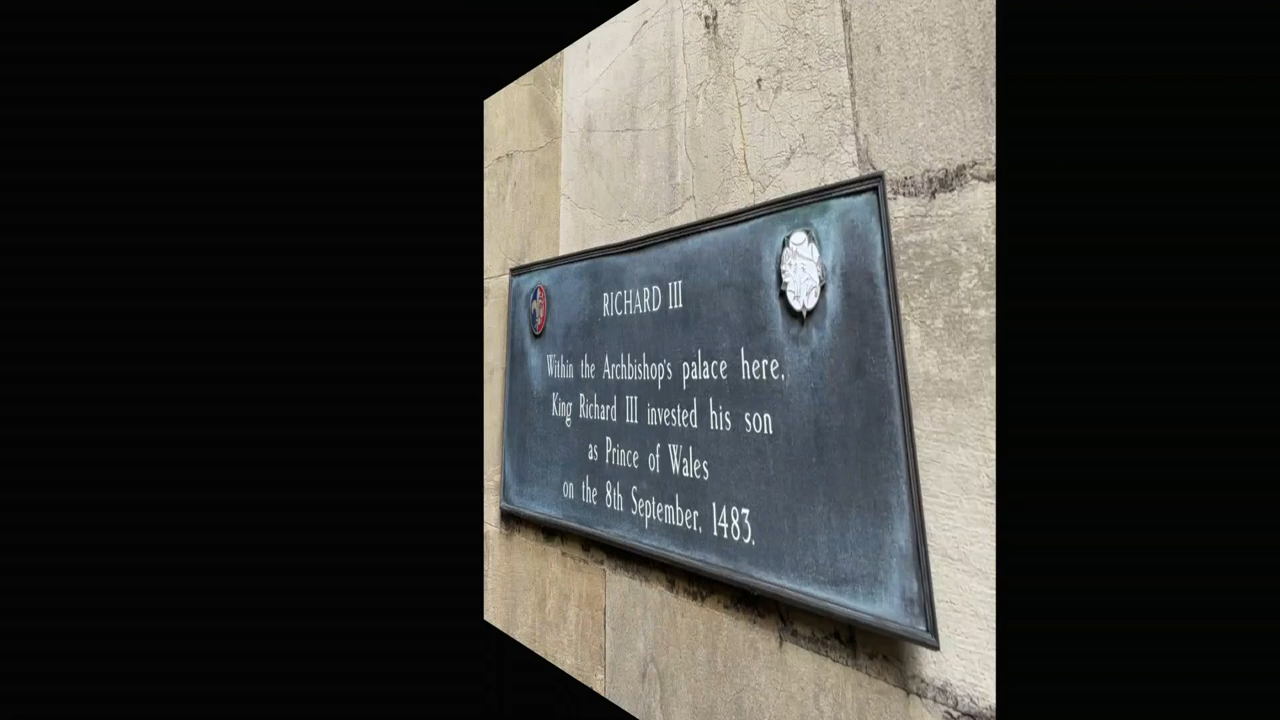 RICHARD III
Within the Archbishop's palace here,
King Richard III invested his son
as Prince of Wales
on the 8th September, 1483.